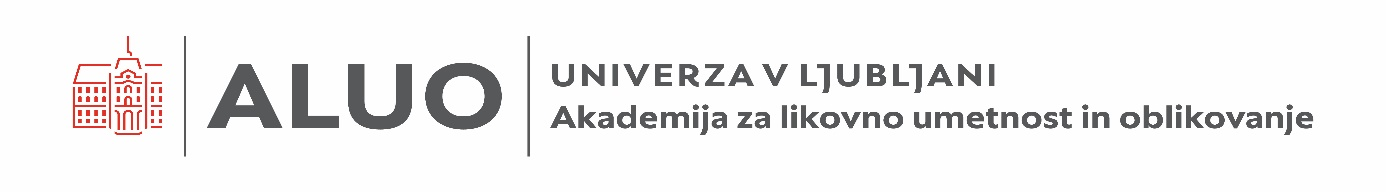 ALUO
UNIVERZA V LJUBLJANI
Akademija za likovno umetnost in oblikovanje